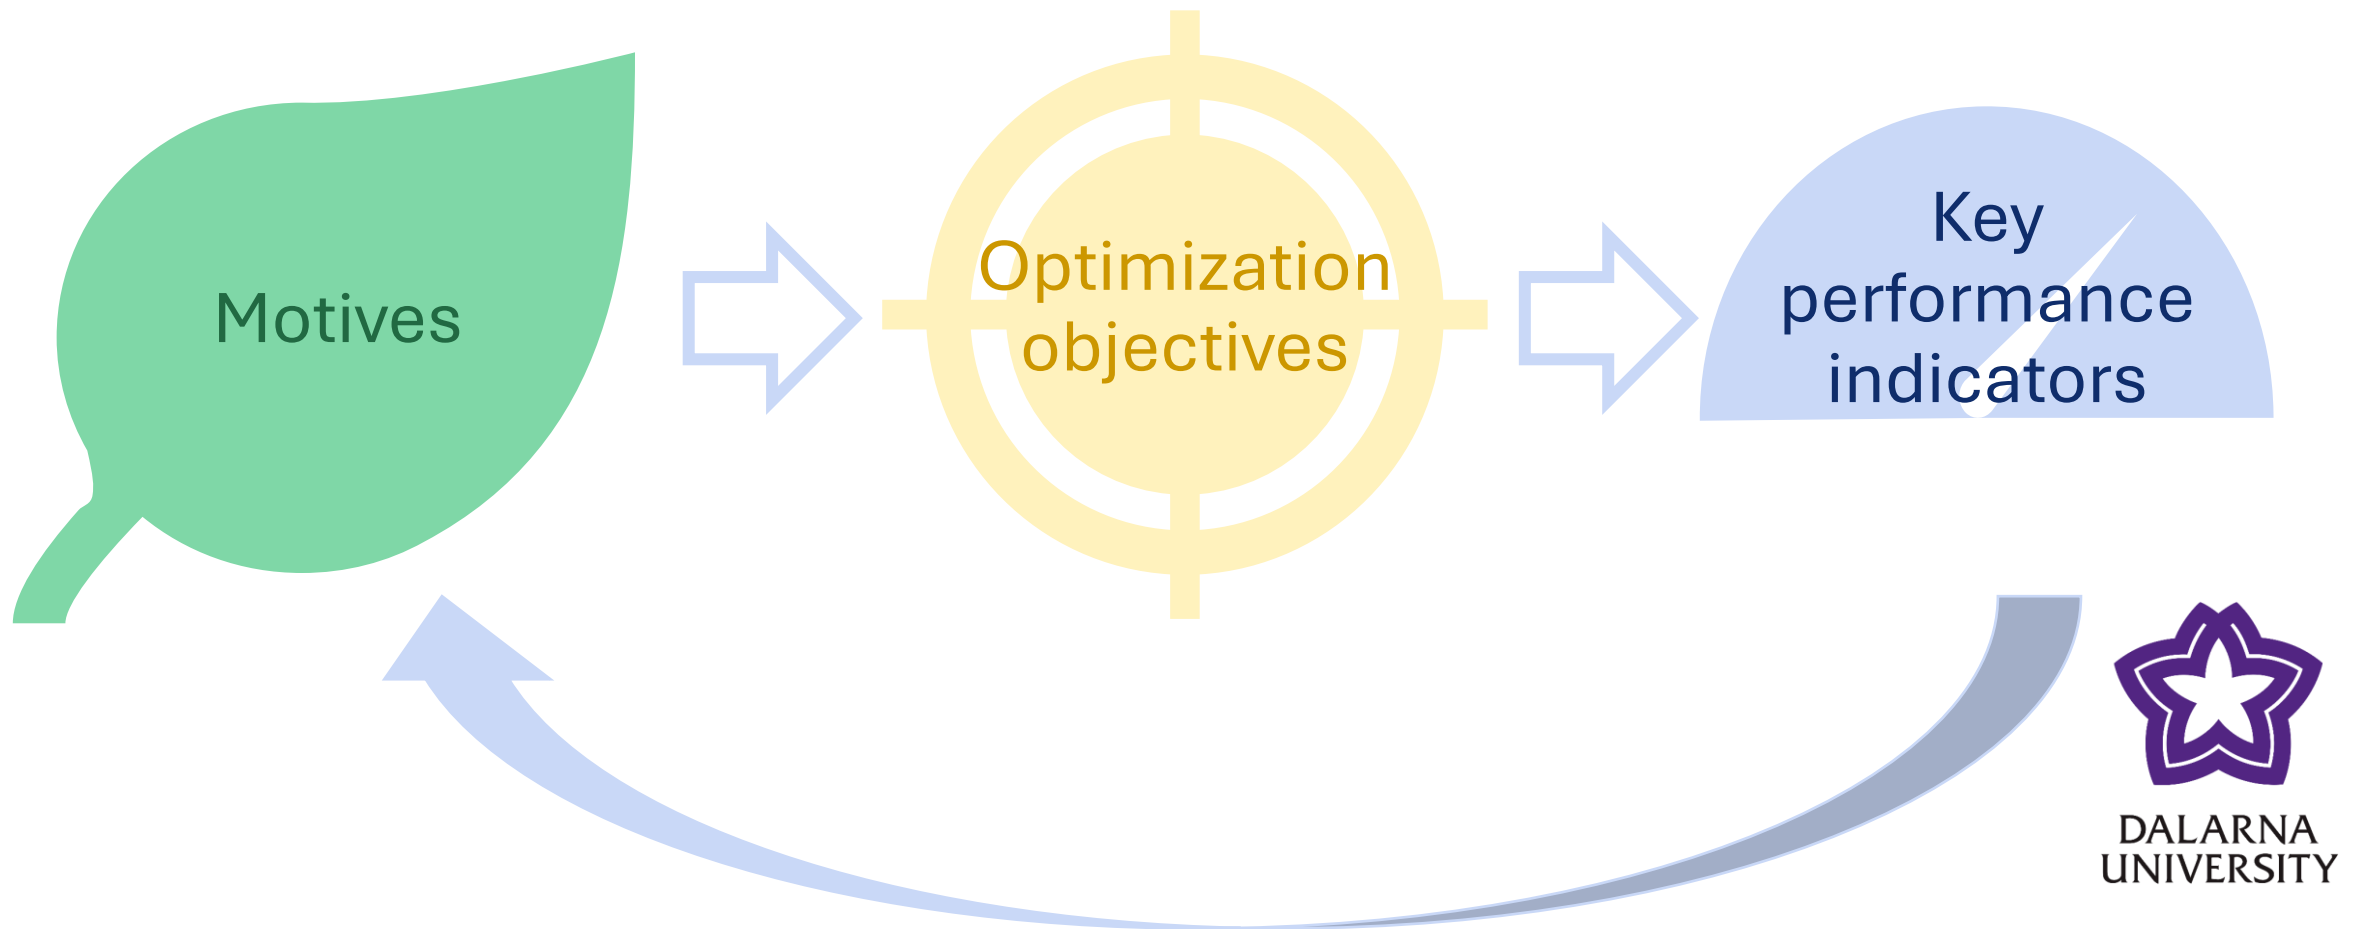 Motives
Optimization
objectives
Key
performance
indicators
DALARNA
UNIVERSITY